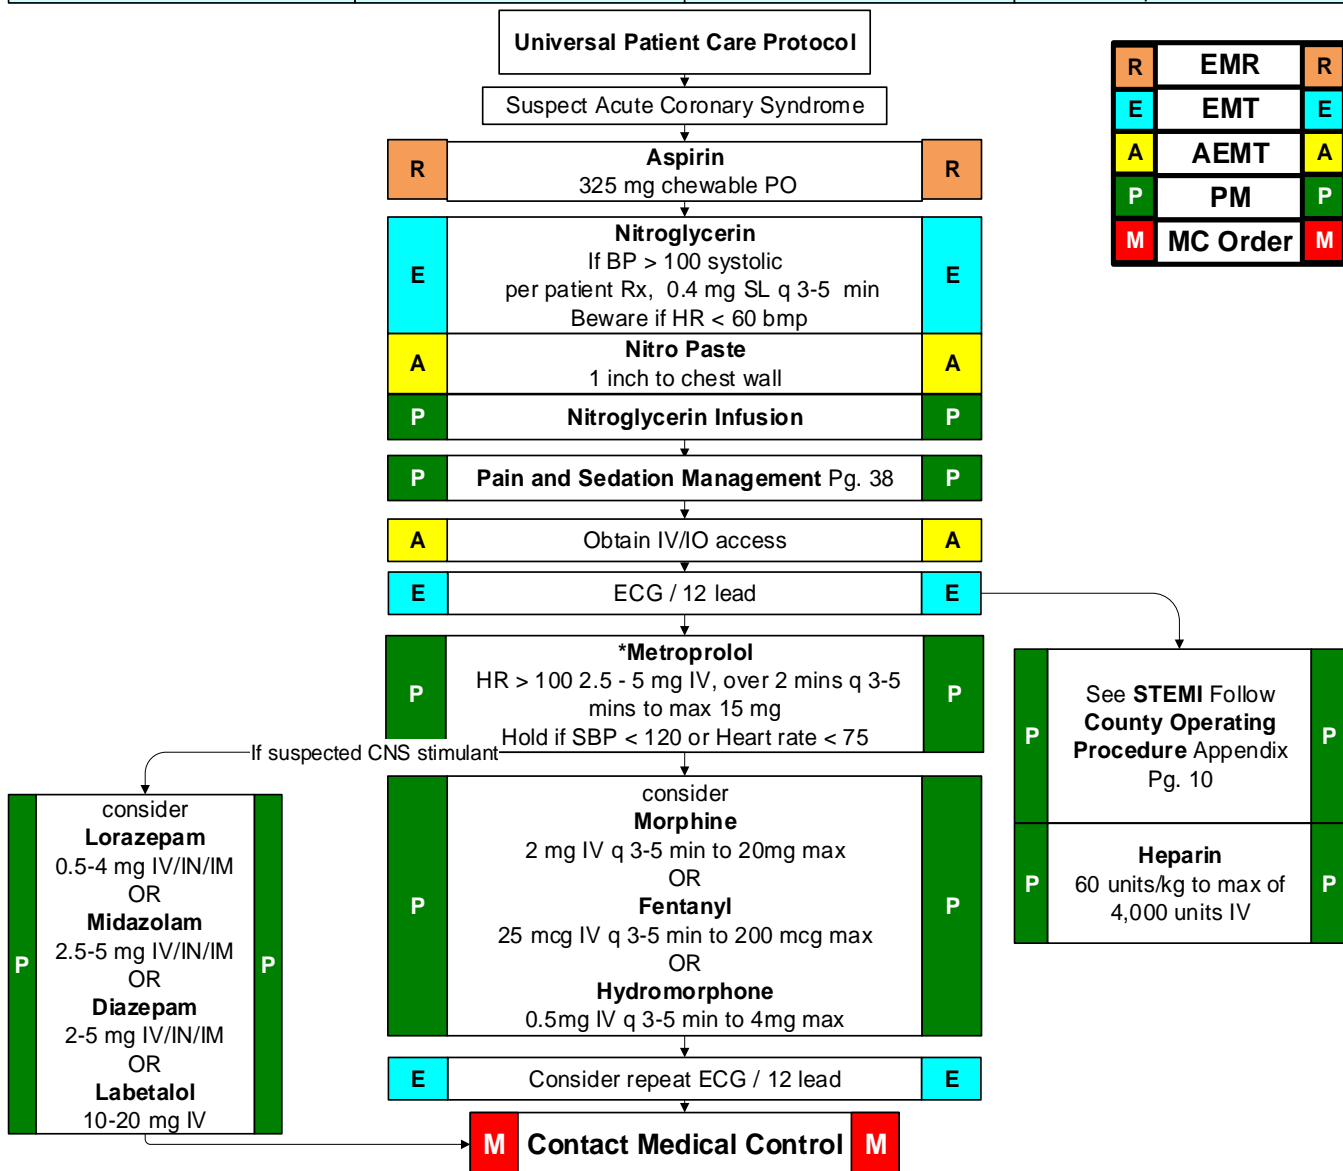 Universal Patient Care Protocol
Suspect Acute Coronary Syndrome
R EMR R
E EMT E
A AEMT A
P PM P
M MC Order M
R
Aspirin
325 mg chewable PO
R
E
Nitroglycerin
If BP > 100 systolic
per patient Rx, 0.4 mg SL q 3-5 min
Beware if HR < 60 bmp
E
A
Nitro Paste
1 inch to chest wall
A
P Nitroglycerin Infusion P
P Pain and Sedation Management Pg. 38 P
A Obtain IV/IO access A
E ECG / 12 lead E
P
*Metroprolol
HR > 100 2.5 - 5 mg IV, over 2 mins q 3-5
mins to max 15 mg
Hold if SBP < 120 or Heart rate < 75
P
P
See STEMI Follow
County Operating
Procedure Appendix
Pg. 10
P
P
Heparin
60 units/kg to max of
4,000 units IV
P
If suspected CNS stimulant
P
consider
Lorazepam
0.5-4 mg IV/IN/IM
OR
Midazolam
2.5-5 mg IV/IN/IM
OR
Diazepam
2-5 mg IV/IN/IM
OR
Labetalol
10-20 mg IV
P
P
consider
Morphine
2 mg IV q 3-5 min to 20mg max
OR
Fentanyl
25 mcg IV q 3-5 min to 200 mcg max
OR
Hydromorphone
0.5mg IV q 3-5 min to 4mg max
P
E Consider repeat ECG / 12 lead E
M Contact Medical Control M